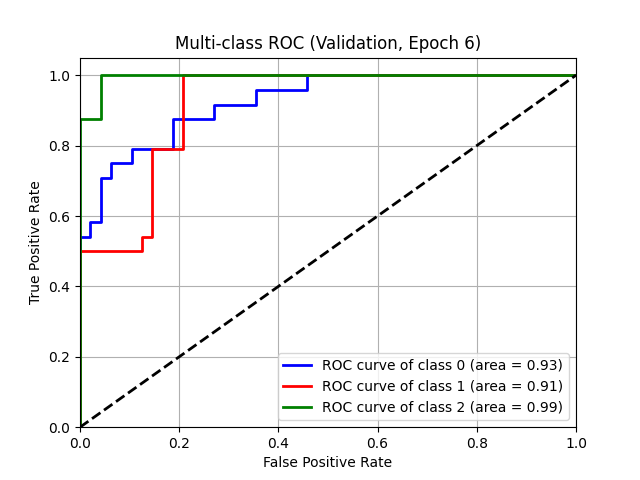 Multi-class ROC (Validation, Epoch 6)
True Positive Rate
1.0
0.8
0.6
0.4
0.2
0.0
ROC curve of class 0 (area = 0.93)
ROC curve of class 1 (area = 0.91)
ROC curve of class 2 (area = 0.99)
0.0 0.2 0.4 0.6 0.8 1.0
False Positive Rate